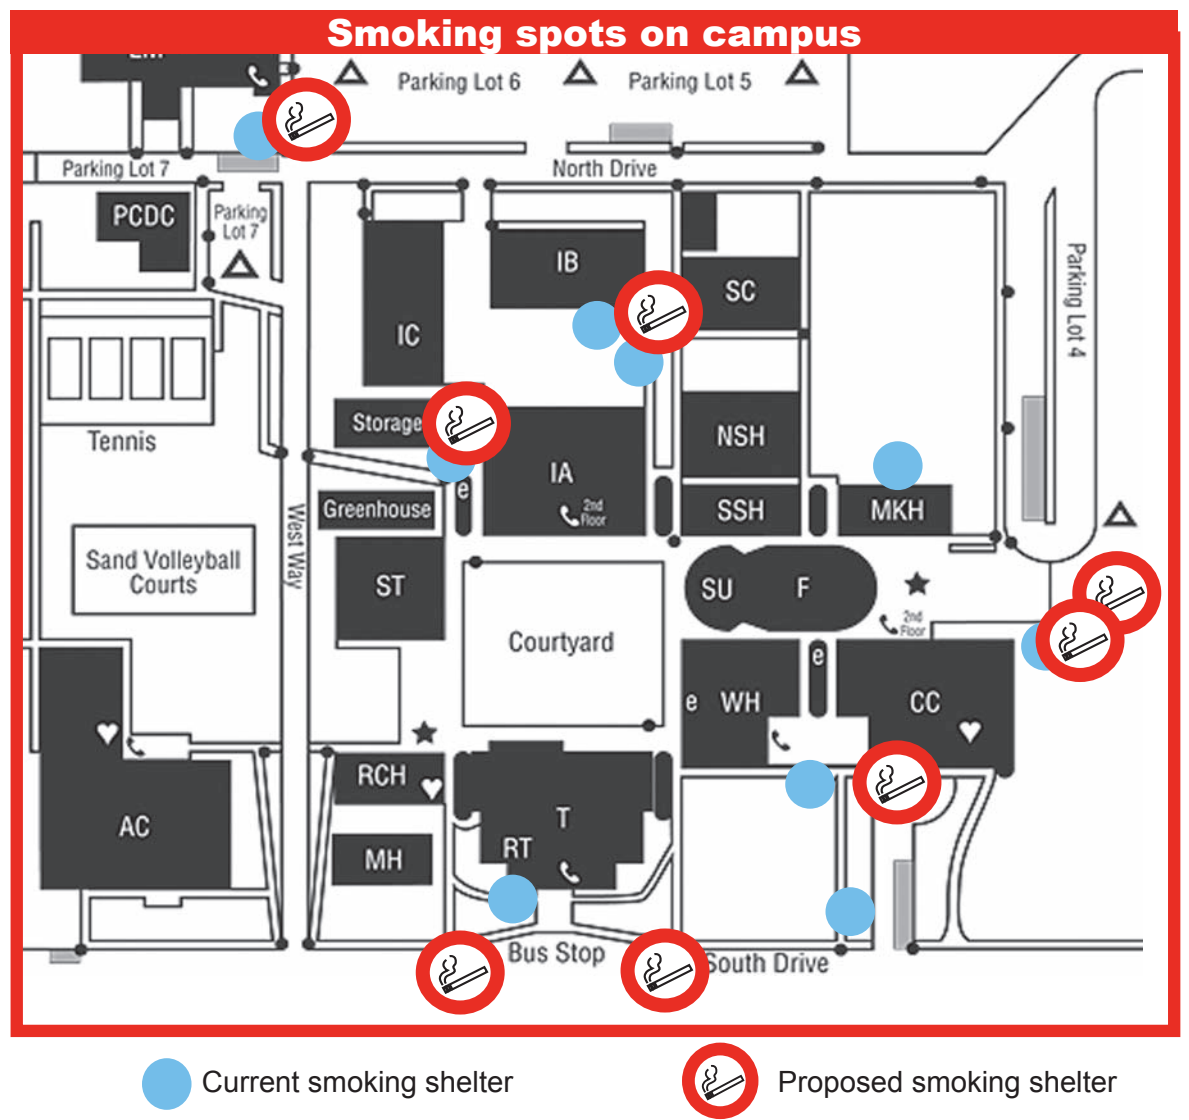 Smoking spots on campus
Parking Lot 6
Parking Lot 5
Parking Lot 7
North Drive
PCDC
Parking
Lot 7
IB
SC
Parking Lot 4
IC
Storage
Tennis
NSH
IA
e
2nd
Floor
Greenhouse
SSH
MKH
West Way
Sand Volleyball
Courts
ST
SU
F
2nd
Floor
Courtyard
e
e
WH
CC
RCH
T
AC
RT
MH
Bus Stop
South Drive
Current smoking shelter
Proposed smoking shelter